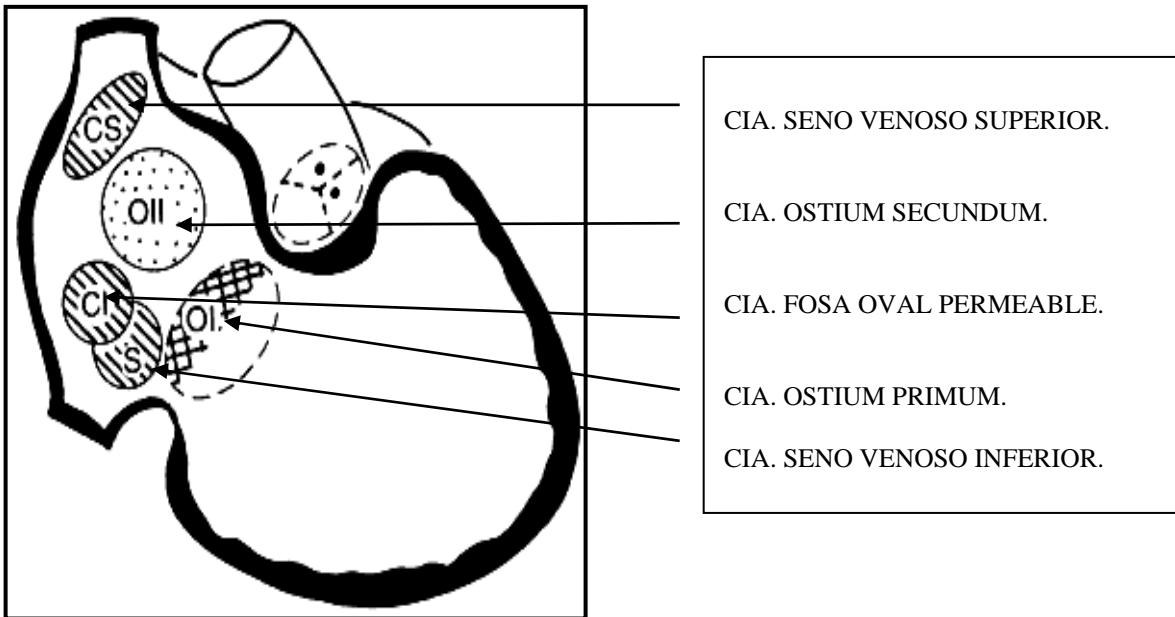 CS
OII
CI
OI.
S
CIA. SENO VENOSO SUPERIOR.
CIA. OSTIUM SECUNDUM.
CIA. FOSA OVAL PERMEABLE.
CIA. OSTIUM PRIMUM.
CIA. SENO VENOSO INFERIOR.